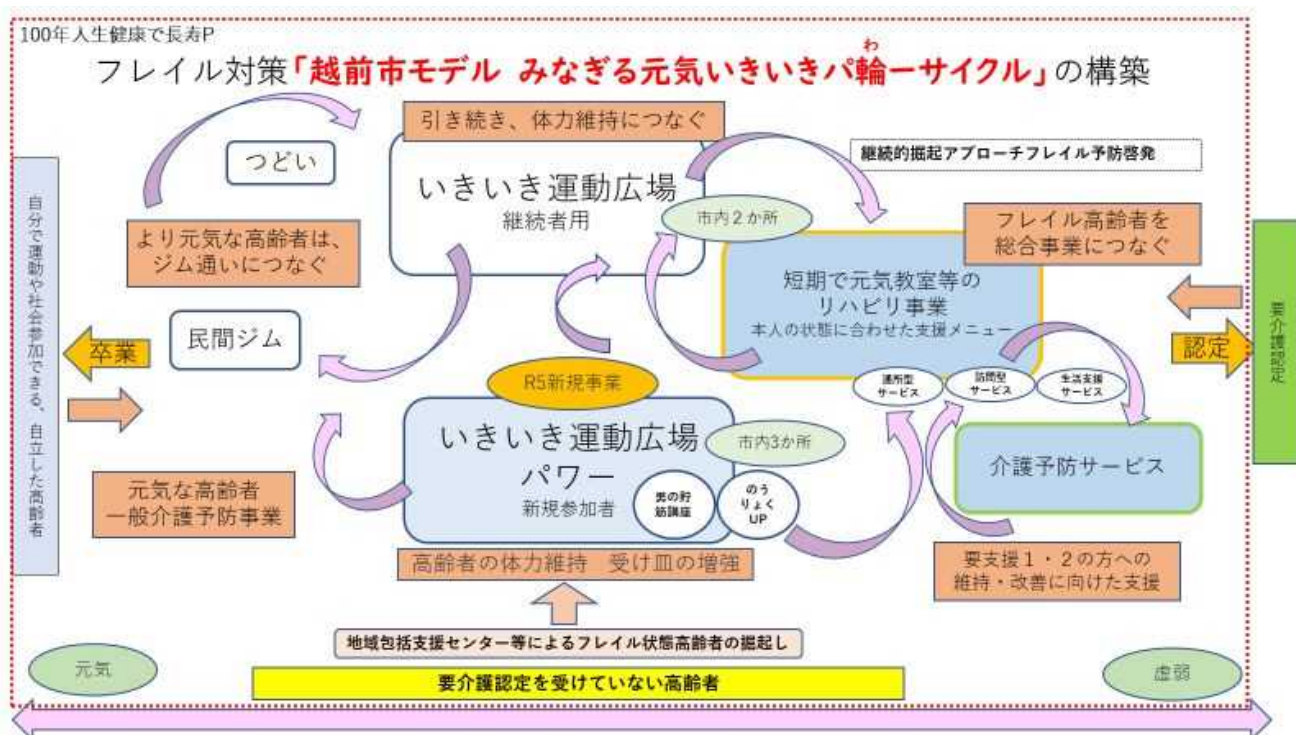 100年人生健康で長寿P
わ
フレイル対策「越前市モデル みなぎる元気いきいきパ輪ーサイクル」の構築
引き続き、体力維持につなぐ
つどい
いきいき運動広場
継続者用
継続的掘起アプローチフレイル予防啓発
市内2か所
より元気な高齢者は、
ジム通いにつなぐ
フレイル高齢者を
総合事業につなぐ
短期で元気教室等の
リハビリ事業
本人の状態に合わせた支援メニュー
自分で運動や社会参加できる、自立した高齢者
要介護認定
民間ジム
卒業
認定
R5新規事業
通所型
サービス
訪問型
サービス
生活支援
サービス
いきいき運動広場
パワー
新規参加者
市内3か所
男の貯
筋講座
のう
りょく
UP
介護予防サービス
元気な高齢者
一般介護予防事業
高齢者の体力維持 受け皿の増強
要支援1・2の方への
維持・改善に向けた支援
地域包括支援センター等によるフレイル状態高齢者の掘起し
元気
要介護認定を受けていない高齢者
虚弱